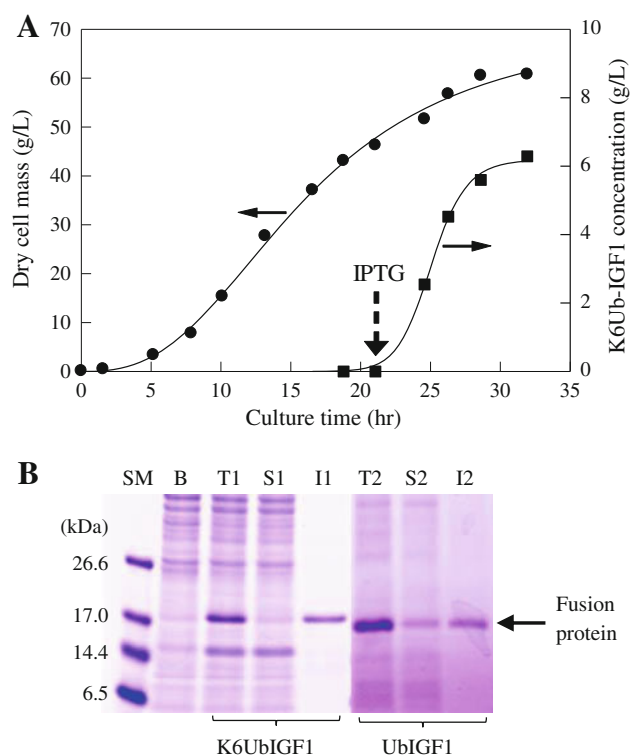 A
70
60
50
40
30
20
10
0
Dry cell mass (g/L)
10
8
6
4
2
0
K6Ub-IGF1 concentration (g/L)
IPTG
0 5 10 15 20 25 30 35
Culture time (hr)
B
SM B T1 S1 I1 T2 S2 I2
(kDa)
26.6
17.0
14.4
6.5
Fusion
protein
K6UbIGF1 UbIGF1